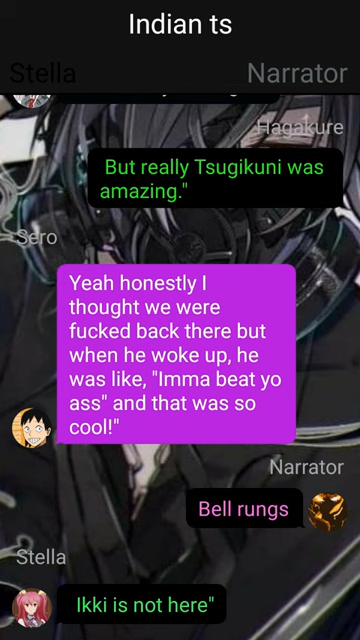 Indian ts
Stella
Narrator
Hagakure
But really Tsugikuni was
amazing."
Sero
Yeah honestly I
thought we were
fucked back there but
when he woke up, he
was like, "Imma beat yo
ass" and that was so
cool!"
Narrator
Bell rungs
Stella
Ikki is not here"